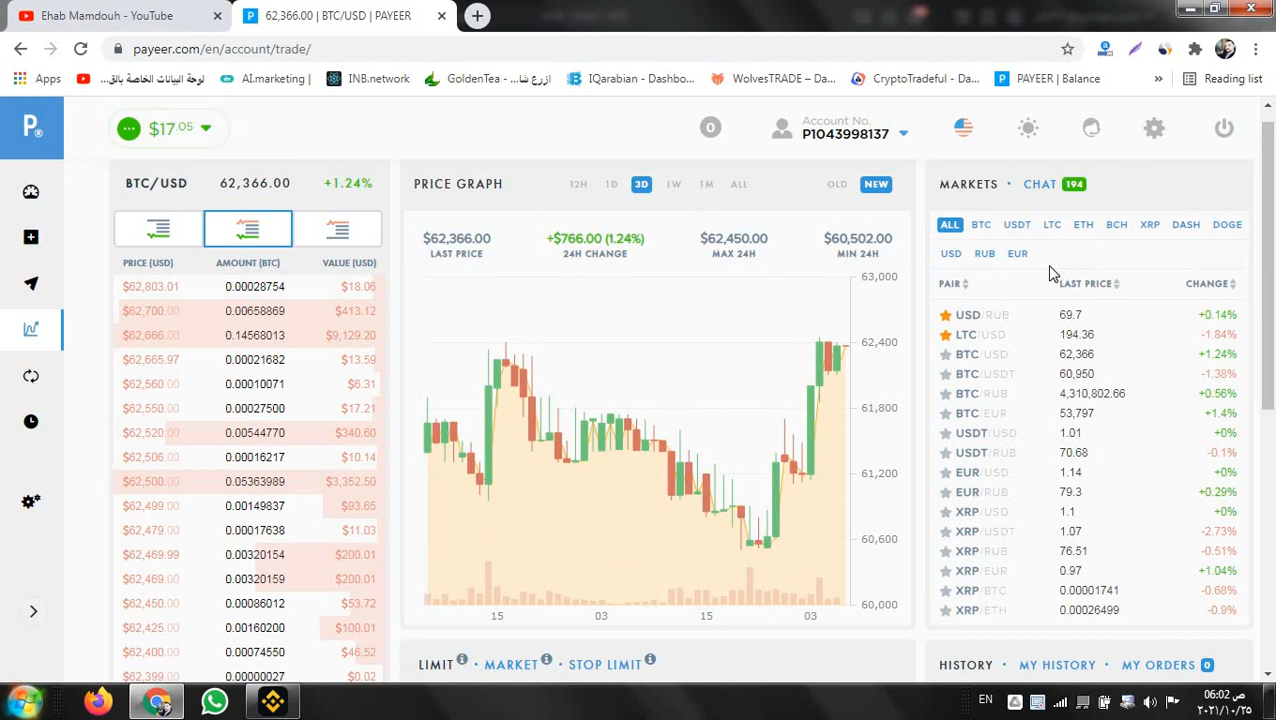 Ehab Mamdouh - YouTube
62,366.00 | BTC/USD | PAYEER
payeer.com/en/account/trade/
Apps
لوحة البيانات الخاصة بالق...
AI.marketing |
INB.network
GoldenTea - ...ازرع شا
IQarabian - Dashbo...
WolvesTRADE – Da...
CryptoTradeful - Da...
PAYEER | Balance
»
Reading list
P®
$17.05
0
Account No.
P1043998137
BTC/USD 62,366.00 +1.24%
PRICE (USD) AMOUNT (BTC) VALUE (USD)
$62,803.01 0.00028754 $18.06
$62,700.00 0.00658869 $413.12
$62,666.00 0.14568013 $9,129.20
$62,665.97 0.00021682 $13.59
$62,560.00 0.00010071 $6.31
$62,550.00 0.00027500 $17.21
$62,520.00 0.00544770 $340.60
$62,506.00 0.00016217 $10.14
$62,500.00 0.05363989 $3,352.50
$62,499.00 0.00149837 $93.65
$62,479.00 0.00017638 $11.03
$62,469.99 0.00320154 $200.01
$62,469.00 0.00320159 $200.01
$62,450.00 0.00086012 $53.72
$62,425.00 0.00160200 $100.01
$62,400.00 0.00074550 $46.52
$62,399.00 0.00000027 $0.02
PRICE GRAPH 12H 1D 3D 1W 1M ALL OLD NEW
$62,366.00 +$766.00 (1.24%) $62,450.00 $60,502.00
LAST PRICE 24H CHANGE MAX 24H MIN 24H
63,000
62,400
61,800
61,200
60,600
60,000
15 03 15 03
LIMIT • MARKET • STOP LIMIT
MARKETS • CHAT 194
ALL BTC USDT LTC ETH BCH XRP DASH DOGE
USD RUB EUR
PAIR LAST PRICE CHANGE
USD/RUB 69.7 +0.14%
LTC/USD 194.36 -1.84%
BTC/USD 62,366 +1.24%
BTC/USDT 60,950 -1.38%
BTC/RUB 4,310,802.66 +0.56%
BTC/EUR 53,797 +1.4%
USDT/USD 1.01 +0%
USDT/RUB 70.68 -0.1%
EUR/USD 1.14 +0%
EUR/RUB 79.3 +0.29%
XRP/USD 1.1 +0%
XRP/USDT 1.07 -2.73%
XRP/RUB 76.51 -0.51%
XRP/EUR 0.97 +1.04%
XRP/BTC 0.00001741 -0.68%
XRP/ETH 0.00026499 -0.9%
HISTORY • MY HISTORY • MY ORDERS 0
EN
06:02 ص
٢٠٢١/١٠/٢٥